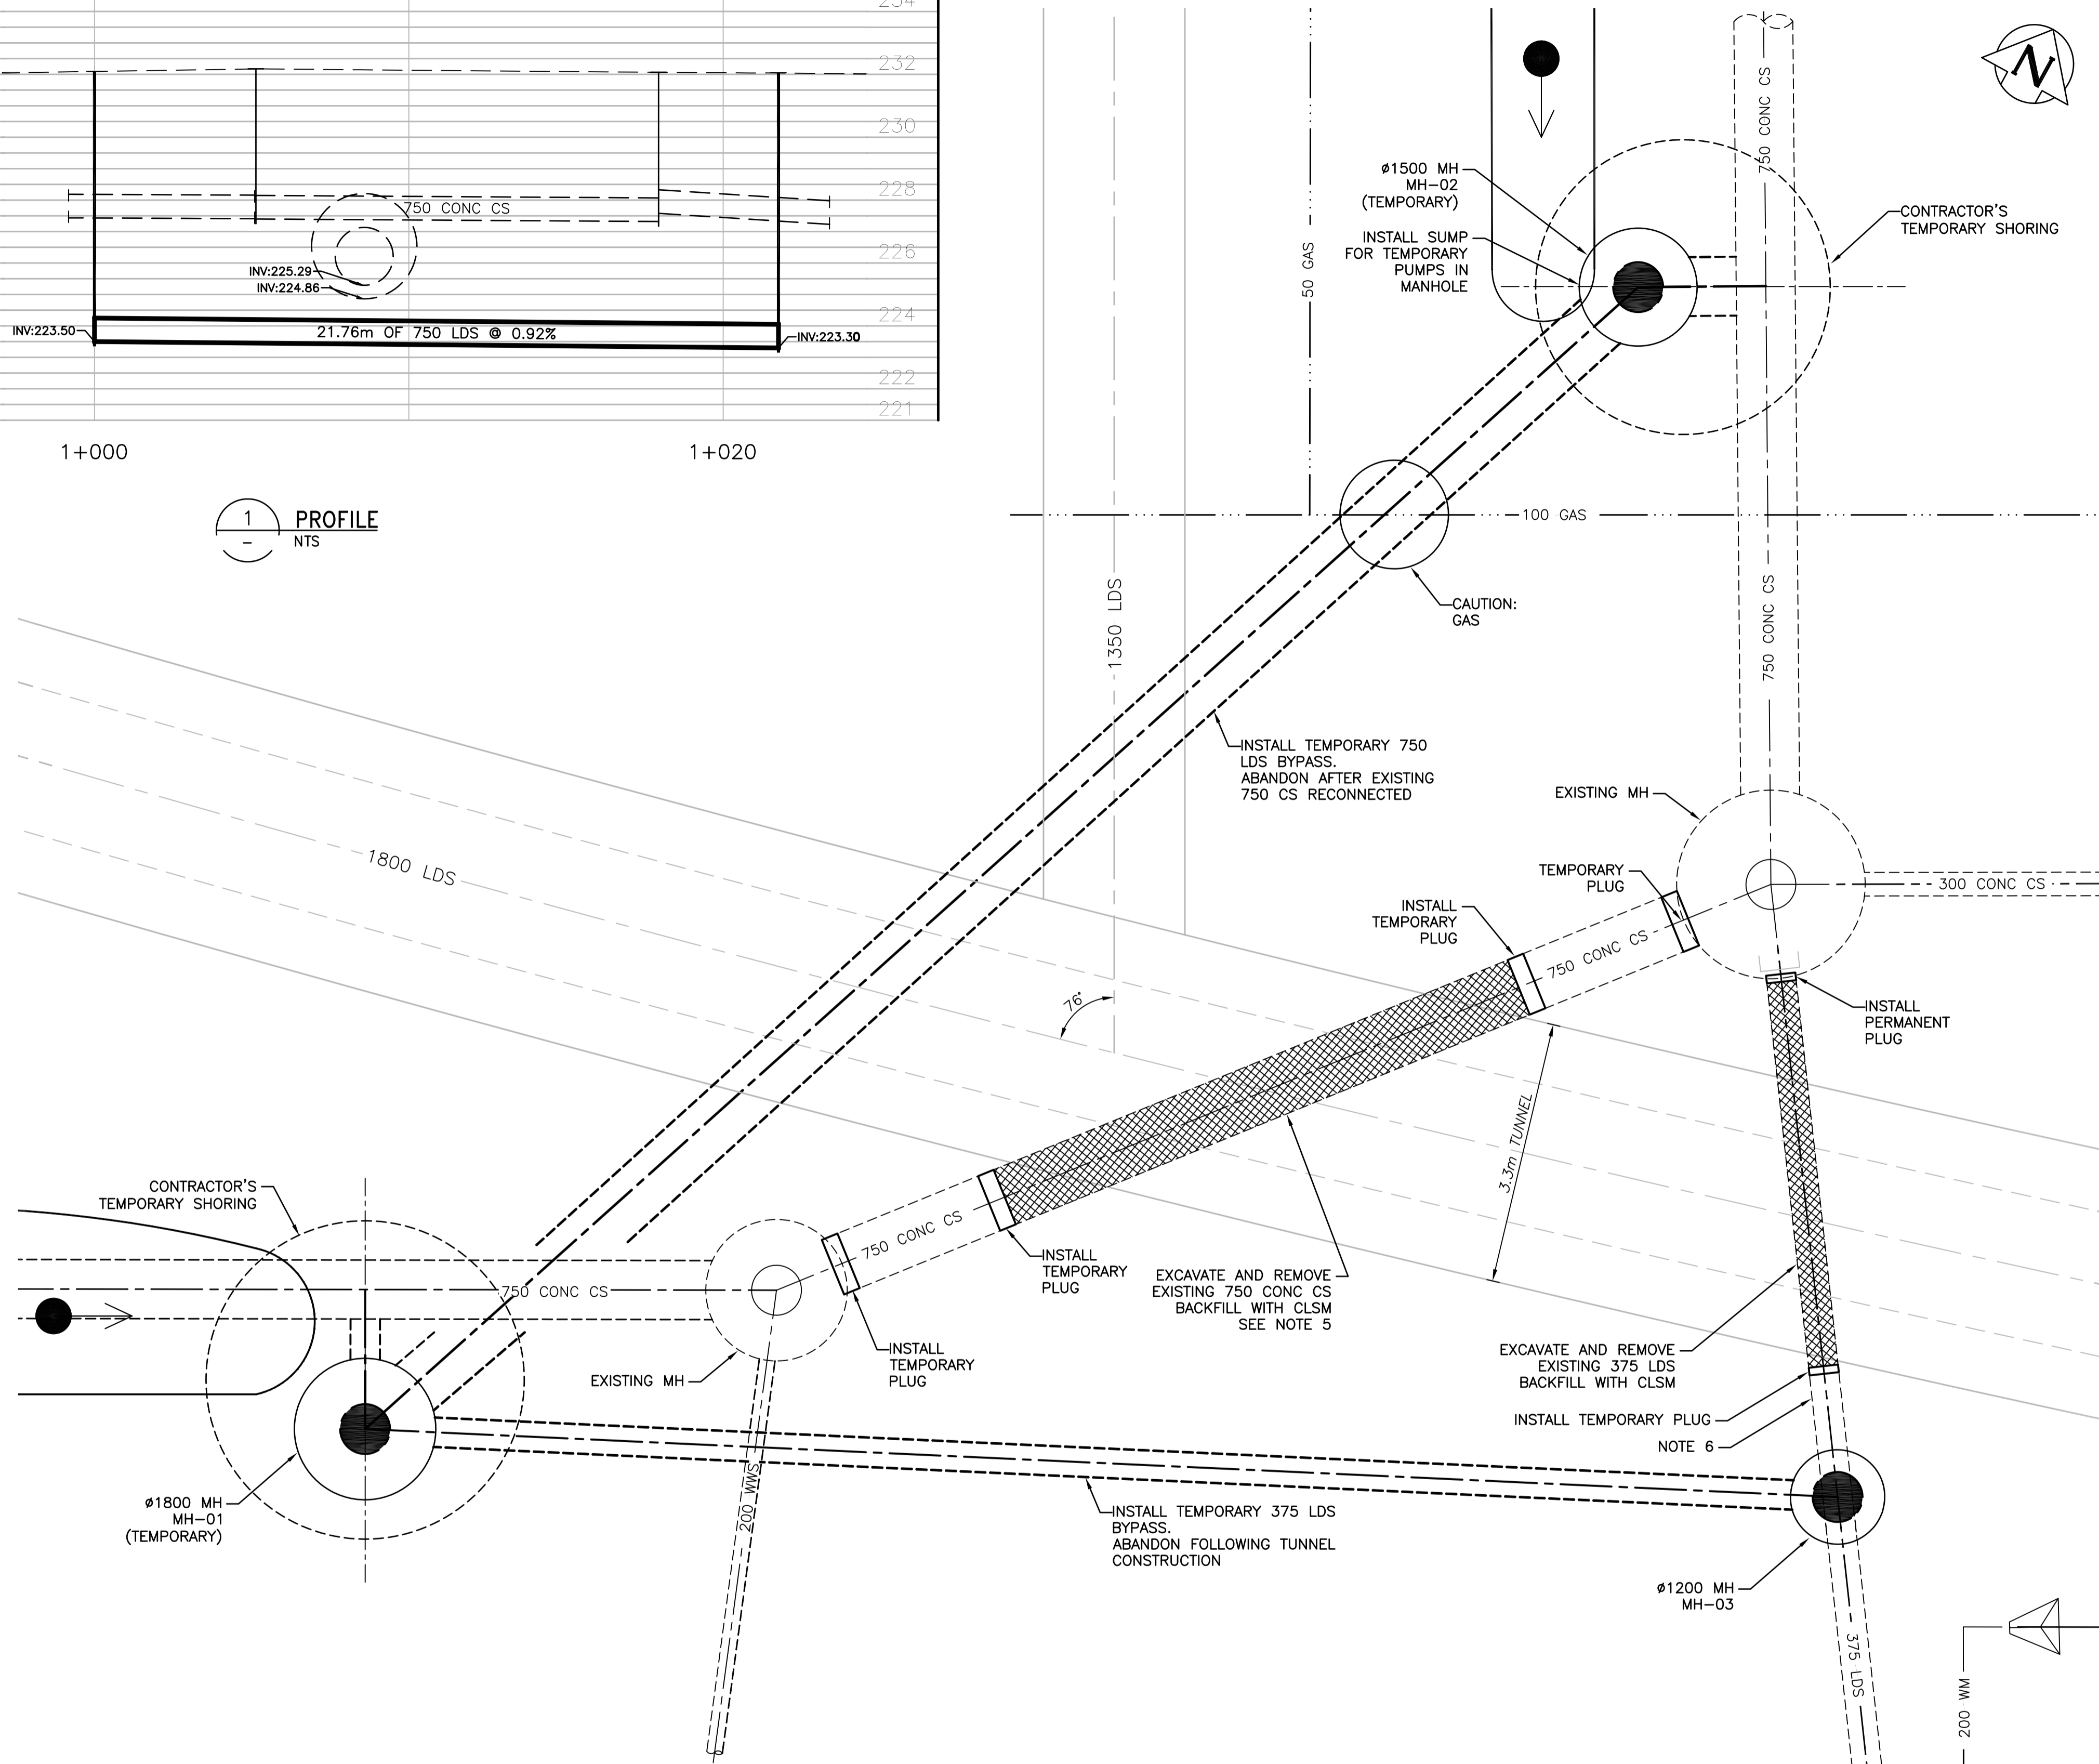 234
232
230
228
226
224
222
221
750 CONC CS
INV:225.29
INV:224.86
INV:223.50
21.76m OF 750 LDS @ 0.92%
INV:223.30
1+000
1+020
1
-
PROFILE
NTS
N
750 CONC CS
50 GAS
ø1500 MH
MH-02
(TEMPORARY)
INSTALL SUMP
FOR TEMPORARY
PUMPS IN
MANHOLE
CONTRACTOR'S
TEMPORARY SHORING
100 GAS
CAUTION:
GAS
1350 LDS
750 CONC CS
INSTALL TEMPORARY 750
LDS BYPASS.
ABANDON AFTER EXISTING
750 CS RECONNECTED
EXISTING MH
1800 LDS
TEMPORARY
PLUG
300 CONC CS
INSTALL
TEMPORARY
PLUG
750 CONC CS
76°
INSTALL
PERMANENT
PLUG
3.3m TUNNEL
CONTRACTOR'S
TEMPORARY SHORING
750 CONC CS
750 CONC CS
INSTALL
TEMPORARY
PLUG
EXCAVATE AND REMOVE
EXISTING 750 CONC CS
BACKFILL WITH CLSM
SEE NOTE 5
INSTALL
TEMPORARY
PLUG
EXISTING MH
EXCAVATE AND REMOVE
EXISTING 375 LDS
BACKFILL WITH CLSM
INSTALL TEMPORARY PLUG
NOTE 6
200 WWS
ø1800 MH
MH-01
(TEMPORARY)
INSTALL TEMPORARY 375 LDS
BYPASS.
ABANDON FOLLOWING TUNNEL
CONSTRUCTION
ø1200 MH
MH-03
375 LDS
200 WM